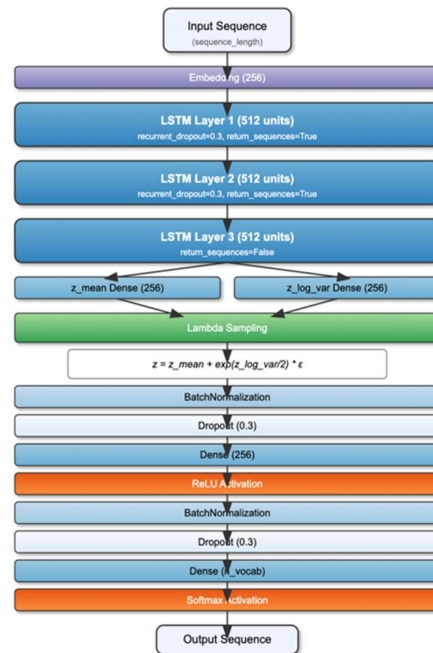 Input Sequence
(sequence_length)
Embedding (256)
LSTM Layer 1 (512 units)
recurrent_dropout=0.3, return_sequences=True
LSTM Layer 2 (512 units)
recurrent_dropout=0.3, return_sequences=True
LSTM Layer 3 (512 units)
return_sequences=False
z_mean Dense (256)
z_log_var Dense (256)
Lambda Sampling
z = z_mean + exp(z_log_var/2) * ε
BatchNormalization
Dropout (0.3)
Dense (256)
ReLU Activation
BatchNormalization
Dropout (0.3)
Dense (n_vocab)
Softmax Activation
Output Sequence